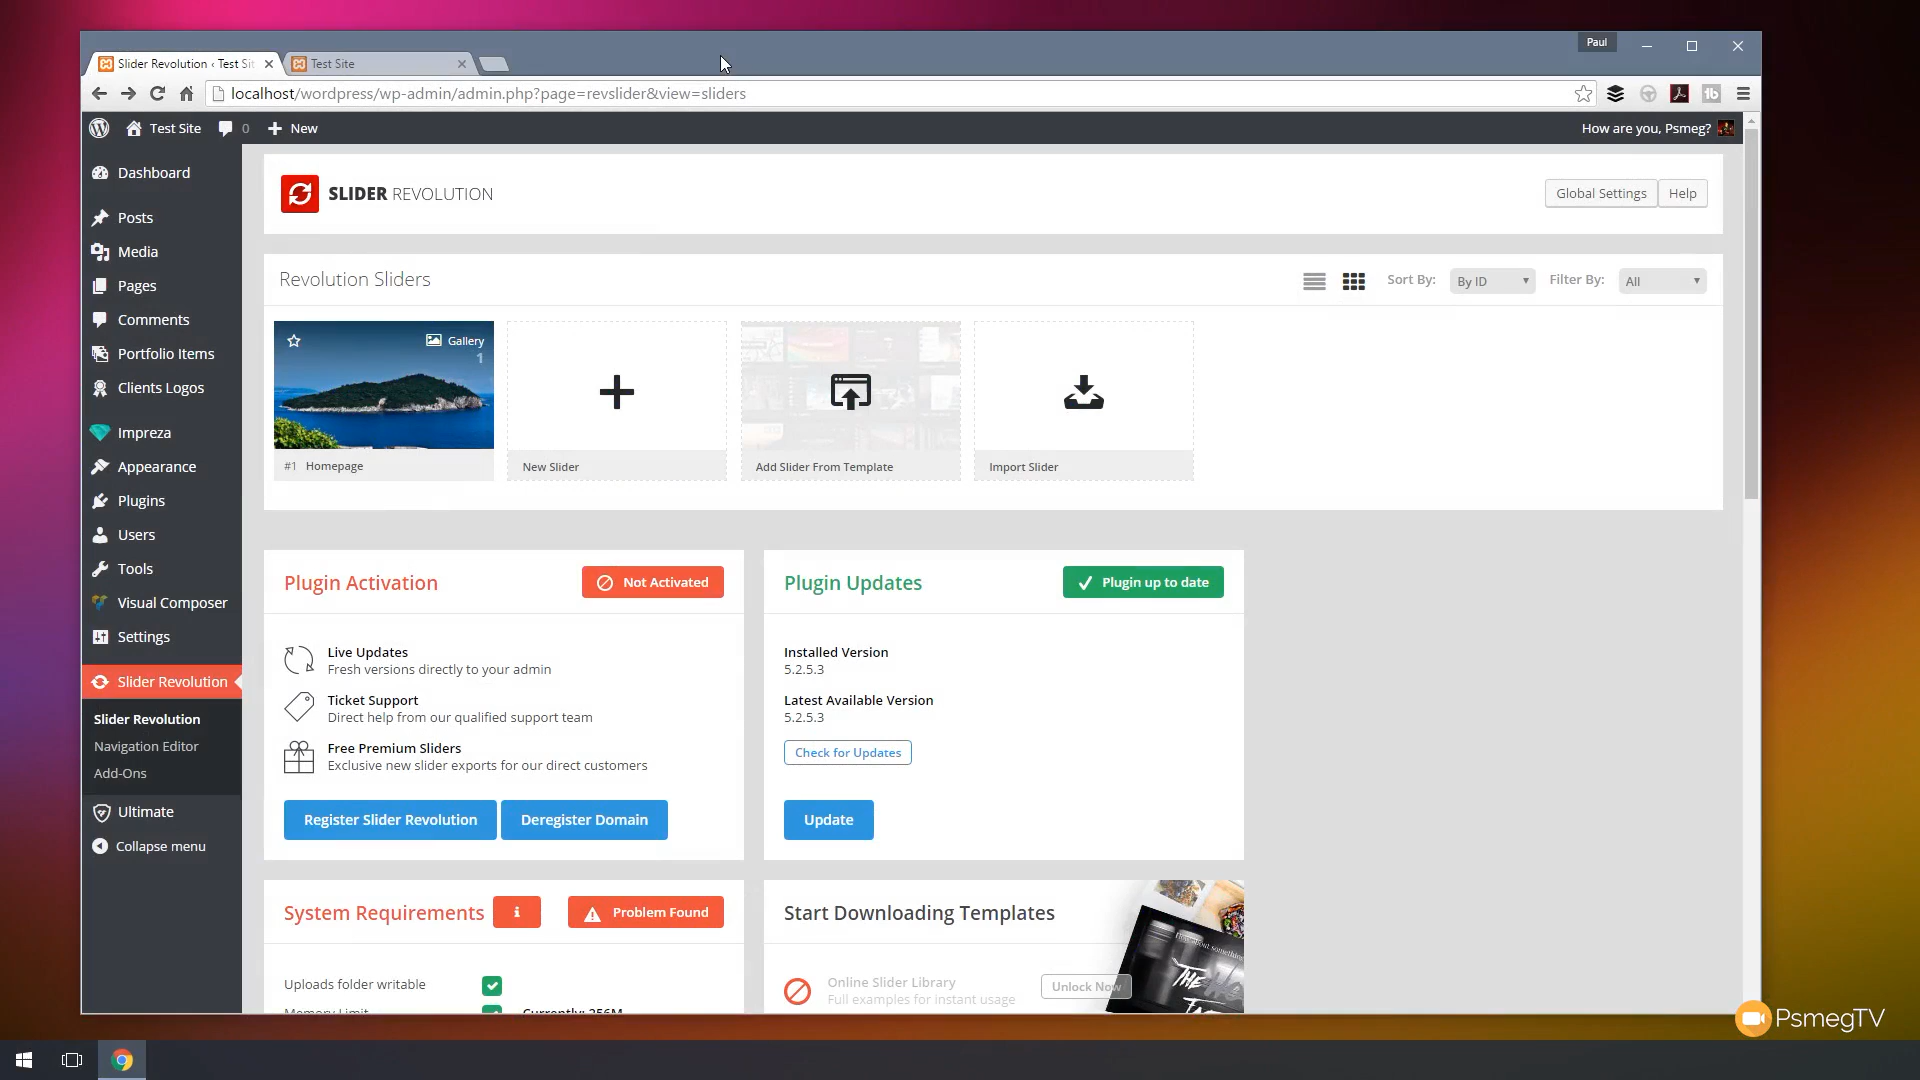 Paul
Slider Revolution ‹ Test Sit
Test Site
localhost/wordpress/wp-admin/admin.php?page=revslider&view=sliders
Test Site
0
New
How are you, Psmeg?
Dashboard
Posts
Media
Pages
Comments
Portfolio Items
Clients Logos
Impreza
Appearance
Plugins
Users
Tools
Visual Composer
Settings
Slider Revolution
Slider Revolution
Navigation Editor
Add-Ons
Ultimate
Collapse menu
SLIDER REVOLUTION
Global Settings
Help
Revolution Sliders
Sort By:
By ID
Filter By:
All
Gallery
1
#1 Homepage
New Slider
Add Slider From Template
Import Slider
Plugin Activation
Not Activated
Live Updates
Fresh versions directly to your admin
Ticket Support
Direct help from our qualified support team
Free Premium Sliders
Exclusive new slider exports for our direct customers
Register Slider Revolution
Deregister Domain
Plugin Updates
Plugin up to date
Installed Version
5.2.5.3
Latest Available Version
5.2.5.3
Check for Updates
Update
System Requirements
Problem Found
Uploads folder writable
Memory Limit
Currently: 256M
Start Downloading Templates
Online Slider Library
Full examples for instant usage
Unlock Now
THE
PsmegTV